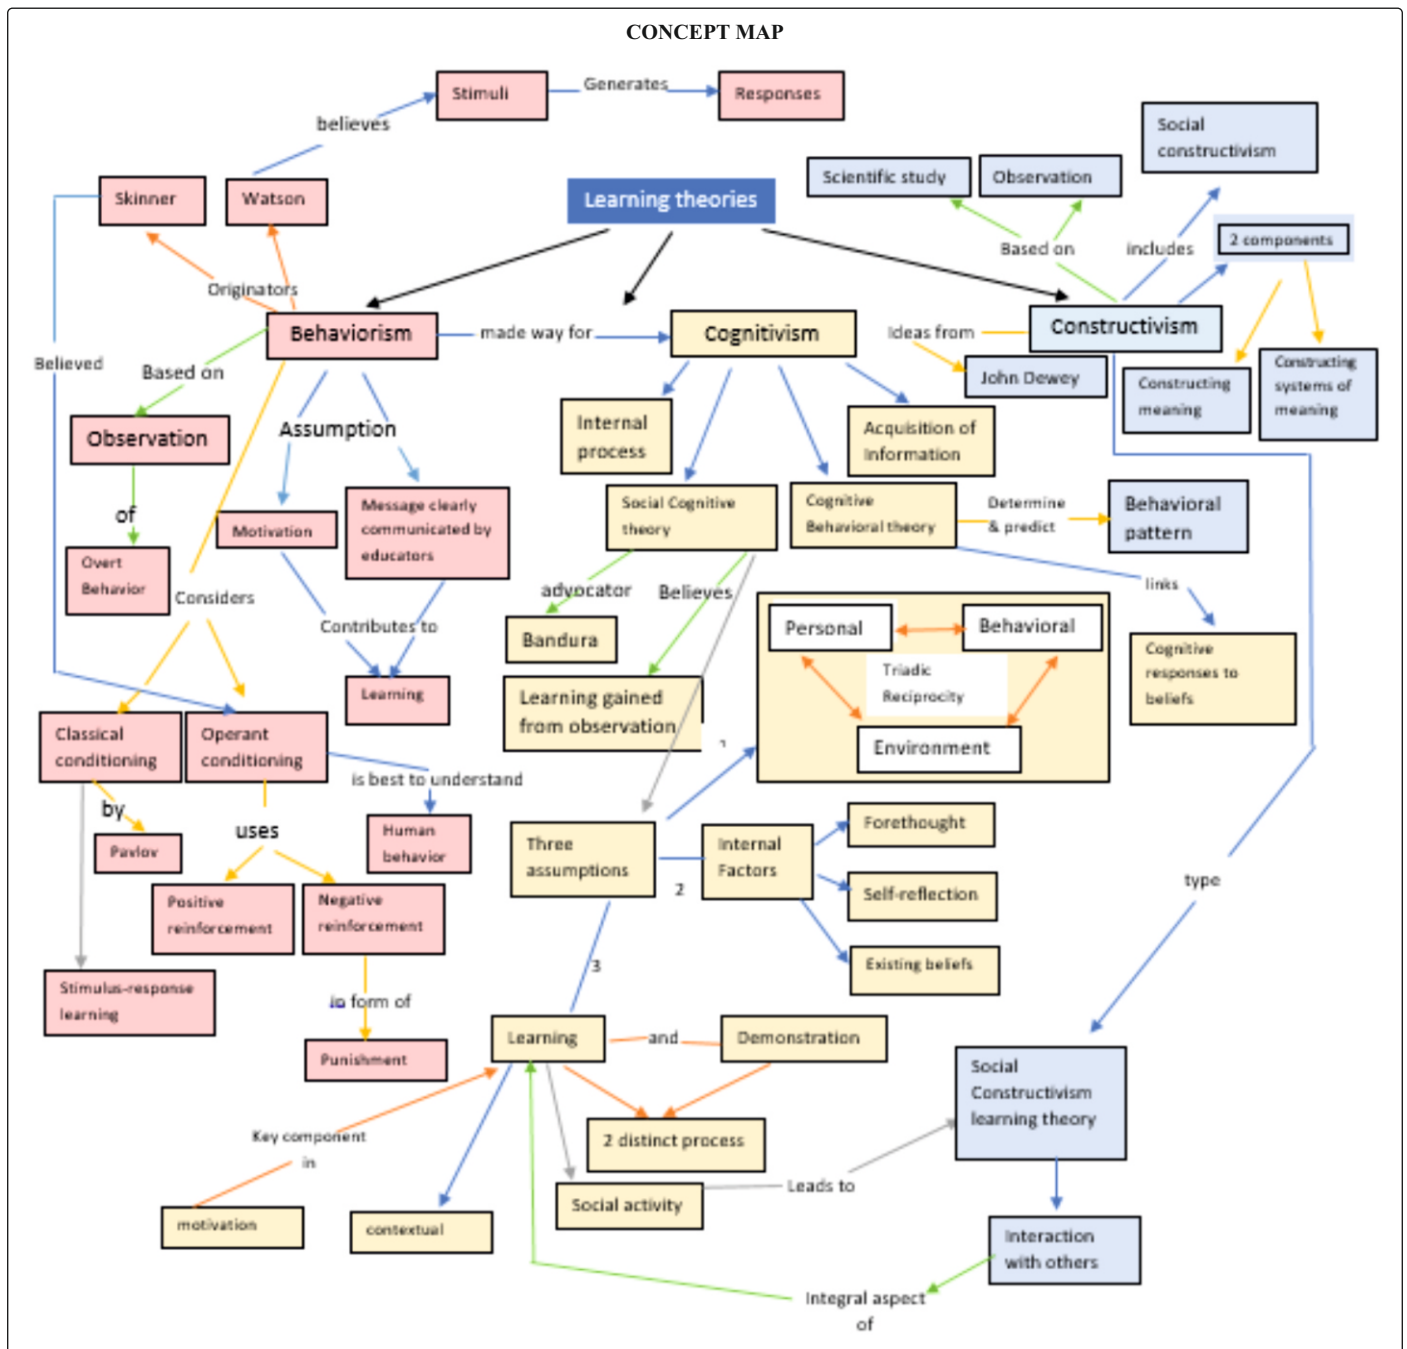 CONCEPT MAP
Stimuli
Generates
Responses
believes
Social
constructivism
Skinner
Watson
Learning theories
Scientific study
Observation
Based on
includes
2 components
Originators
Behaviorism
made way for
Cognitivism
Ideas from
Constructivism
Believed
Based on
John Dewey
Constructing
meaning
Constructing
systems of
meaning
Observation
Assumption
Internal
process
Acquisition of
Information
of
Motivation
Message clearly
communicated by
educators
Social Cognitive
theory
Cognitive
Behavioral theory
Determine
& predict
Behavioral
pattern
Overt
Behavior
Considers
Contributes to
advocator
Believes
links
Bandura
Personal
Behavioral
Triadic
Reciprocity
Environment
Cognitive
responses to
beliefs
Learning
Learning gained
from observation
Classical
conditioning
Operant
conditioning
is best to understand
1
by
Pavlov
uses
Human
behavior
Three
assumptions
2
Internal
Factors
Forethought
Self-reflection
Existing beliefs
type
Positive
reinforcement
Negative
reinforcement
Stimulus-response
learning
in form of
Punishment
3
Learning
and
Demonstration
2 distinct process
Social
Constructivism
learning theory
Key component
in
motivation
contextual
Social activity
Leads to
Interaction
with others
Integral aspect
of